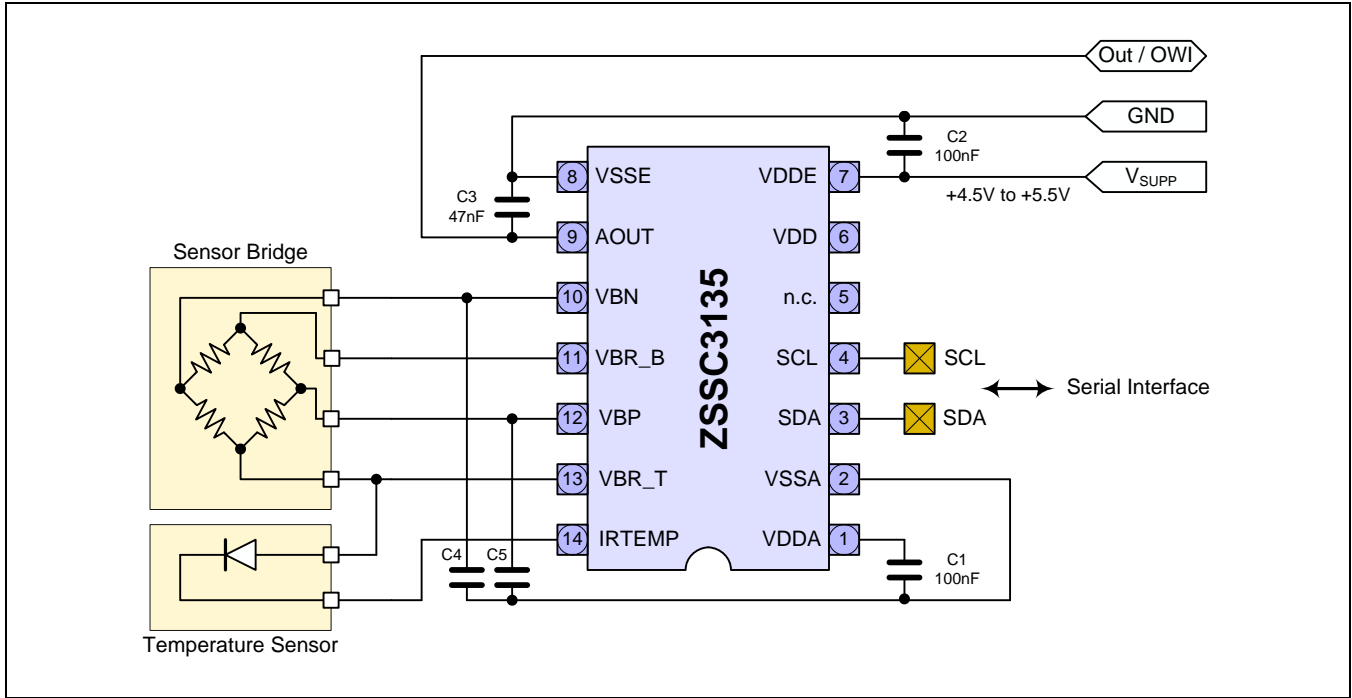 Out / OWI
GND
C2
100nF
VSUPP
+4.5V to +5.5V
8 VSSE
VDDE 7
C3
47nF
9 AOUT
VDD 6
Sensor Bridge
10 VBN
n.c. 5
ZSSC3135
11 VBR_B
SCL 4
SCL
Serial Interface
12 VBP
SDA 3
SDA
13 VBR_T
VSSA 2
14 IRTEMP
VDDA 1
C4
C5
C1
100nF
Temperature Sensor